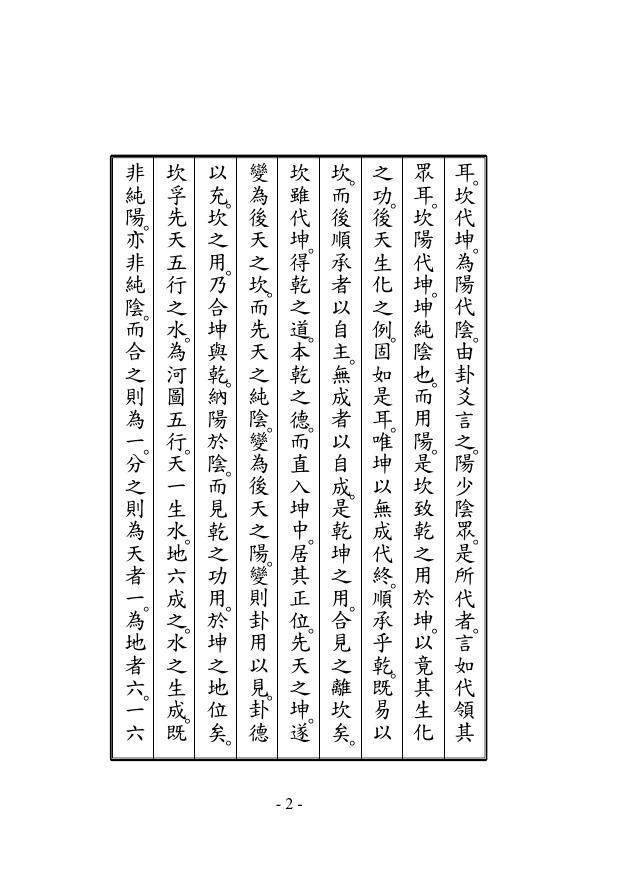 耳。坎代坤。為陽代陰。由卦爻言之。陽少陰眾。是所代者。言如代領其
眾耳。坎陽代坤。坤純陰也。而用陽。是坎致乾之用於坤。以竟其生化
之功。後天生化之例。固如是耳。唯坤以無成代終。順承乎乾。既易以
坎。而後順承者以自主。無成者以自成。是乾坤之用。合見之離坎矣。
坎雖代坤。得乾之道。本乾之德。而直入坤中。居其正位。先天之坤。遂
變為後天之坎。而先天之純陰。變為後天之陽。變則卦用以見。卦德
以充。坎之用。乃合坤與乾。納陽於陰。而見乾之功用。於坤之地位矣。
坎孚先天五行之水。為河圖五行。天一生水。地六成之。水之生成。既
非純陽。亦非純陰。而合之則為一。分之則為天者一。為地者六。一六
- 2 -